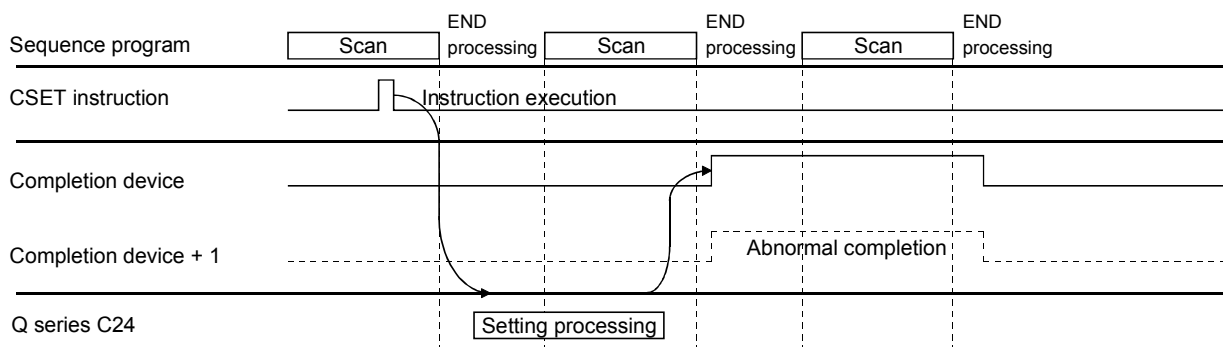 END
END
END
Sequence program
Scan
processing
Scan
processing
Scan
processing
CSET instruction
Instruction execution
Completion device
Completion device + 1
Abnormal completion
Q series C24
Setting processing